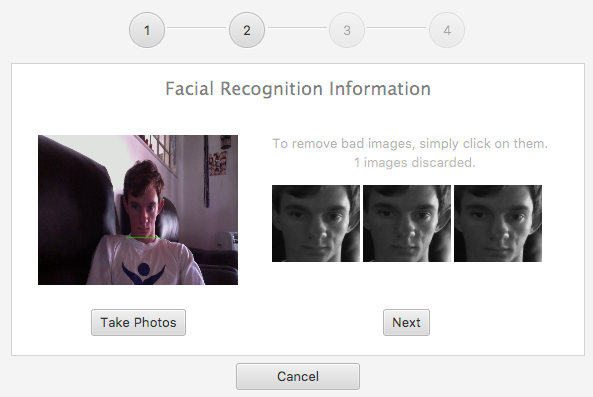 1
2
3
4
Facial Recognition Information
To remove bad images, simply click on them.
1 images discarded.
Take Photos
Next
Cancel